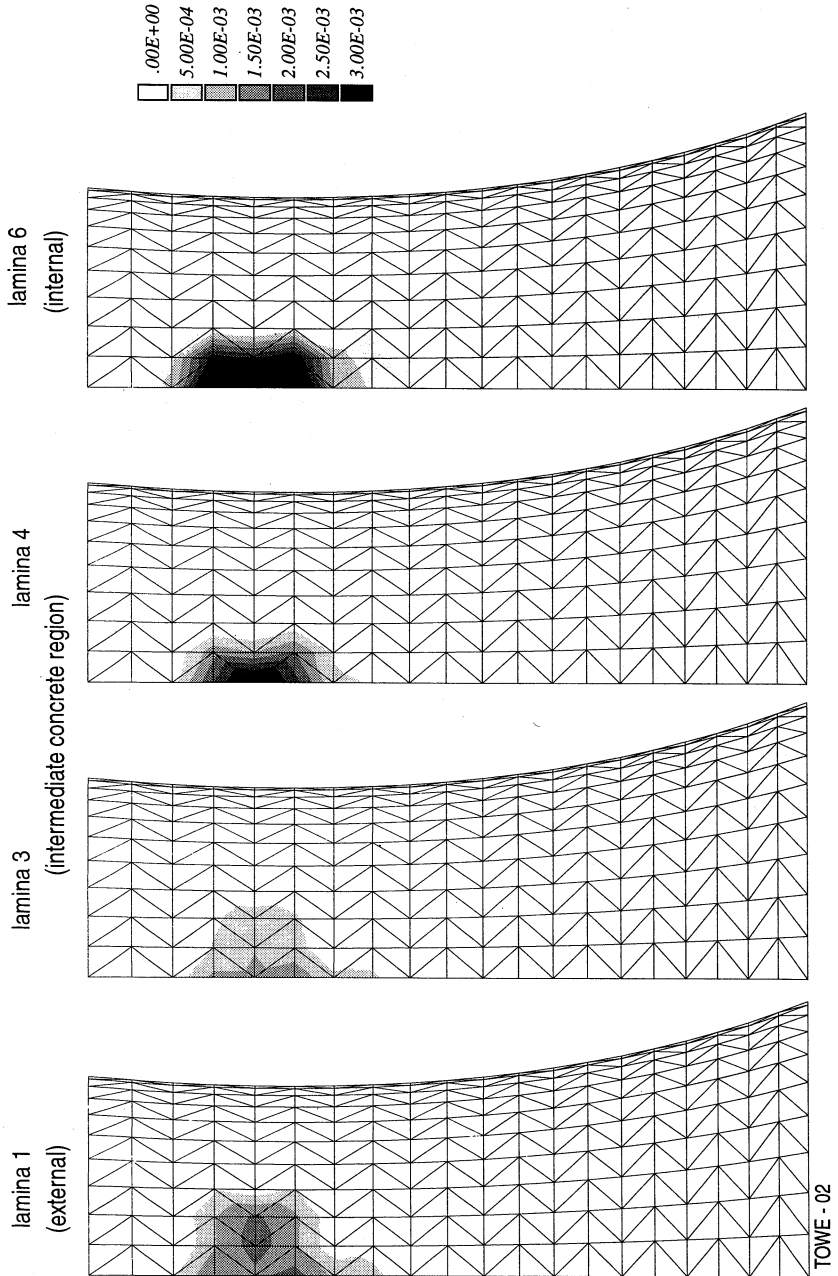 lamina 1
(external)
lamina 3
(intermediate concrete region)
lamina 4
lamina 6
(internal)
.00E+00
5.00E-04
1.00E-03
1.50E-03
2.00E-03
2.50E-03
3.00E-03
TOWE - 02